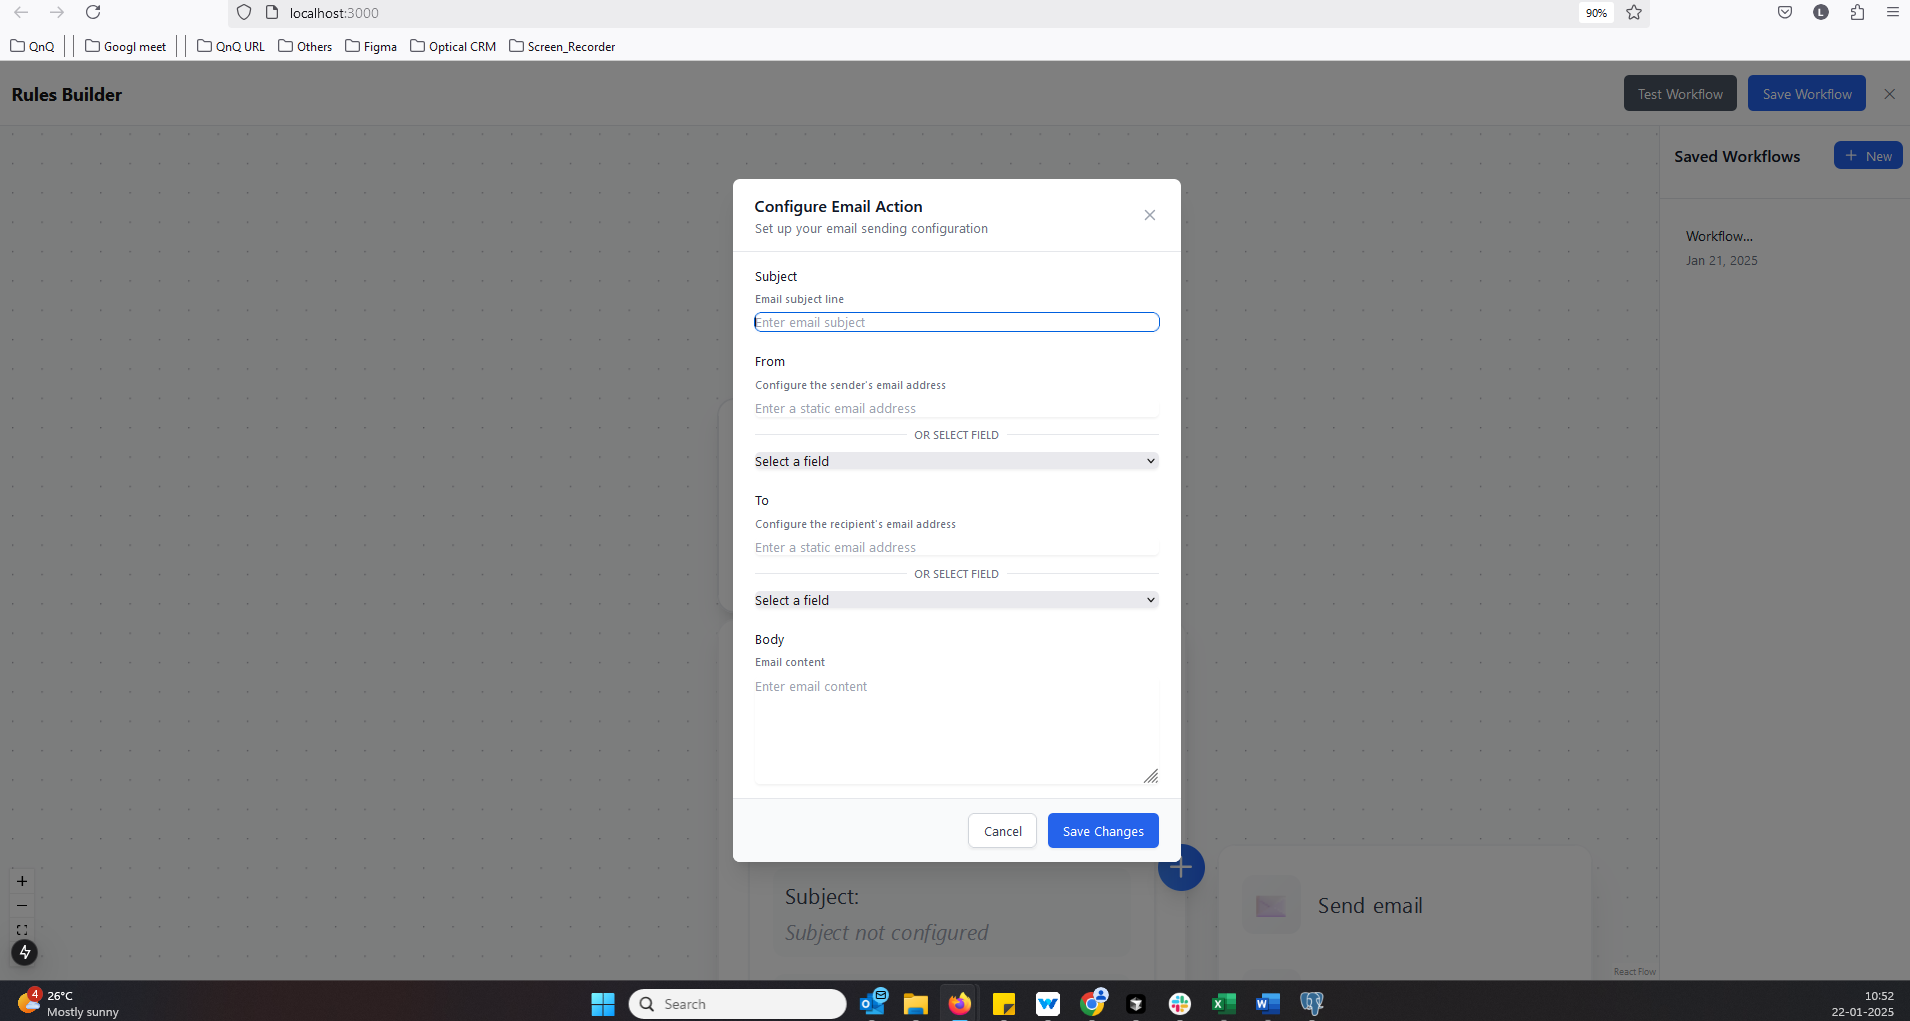 localhost:3000
90%
L
QnQ
Googl meet
QnQ URL
Others
Figma
Optical CRM
Screen_Recorder
Rules Builder
Test Workflow
Save Workflow
Saved Workflows
+ New
Workflow...
Jan 21, 2025
Configure Email Action
Set up your email sending configuration
Subject
Email subject line
Enter email subject
From
Configure the sender's email address
Enter a static email address
OR SELECT FIELD
Select a field
To
Configure the recipient's email address
Enter a static email address
OR SELECT FIELD
Select a field
Body
Email content
Enter email content
Cancel
Save Changes
Subject:
Subject not configured
Send email
React Flow
4
26°C
Mostly sunny
Search
10:52
22-01-2025